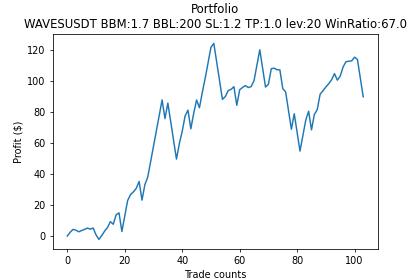 Portfolio
WAVESUSDT BBM:1.7 BBL:200 SL:1.2 TP:1.0 lev:20 WinRatio:67.0
120
100
80
60
40
20
0
Profit ($)
0 20 40 60 80 100
Trade counts